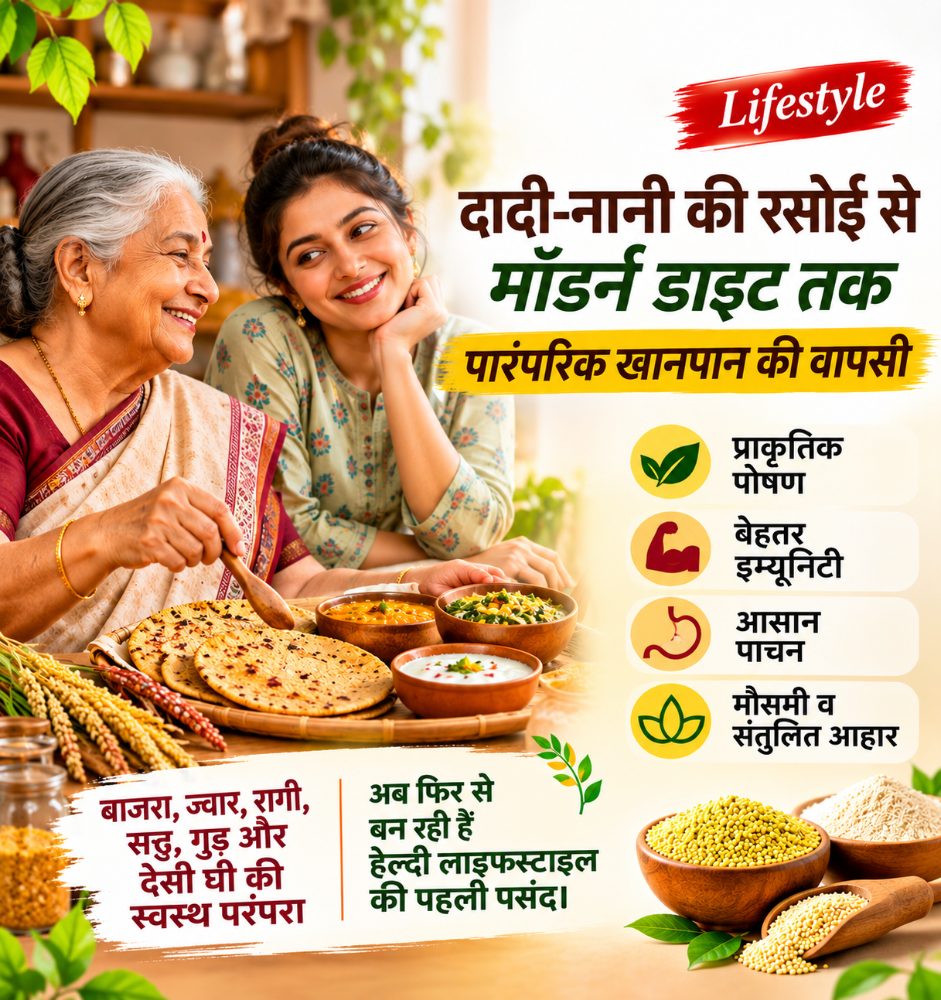 Lifestyle
दादी-नानी की रसोई से
मॉडर्न डाइट तक
पारंपरिक खानपान की वापसी
प्राकृतिक
पोषण
बेहतर
इम्यूनिटी
आसान
पाचन
मौसमी व
संतुलित आहार
बाजरा, ज्वार, रागी,
सत्तु, गुड़ और
देसी घी की
स्वस्थ परंपरा
अब फिर से
बन रही हैं
हेल्दी लाइफस्टाइल
की पहली पसंद।